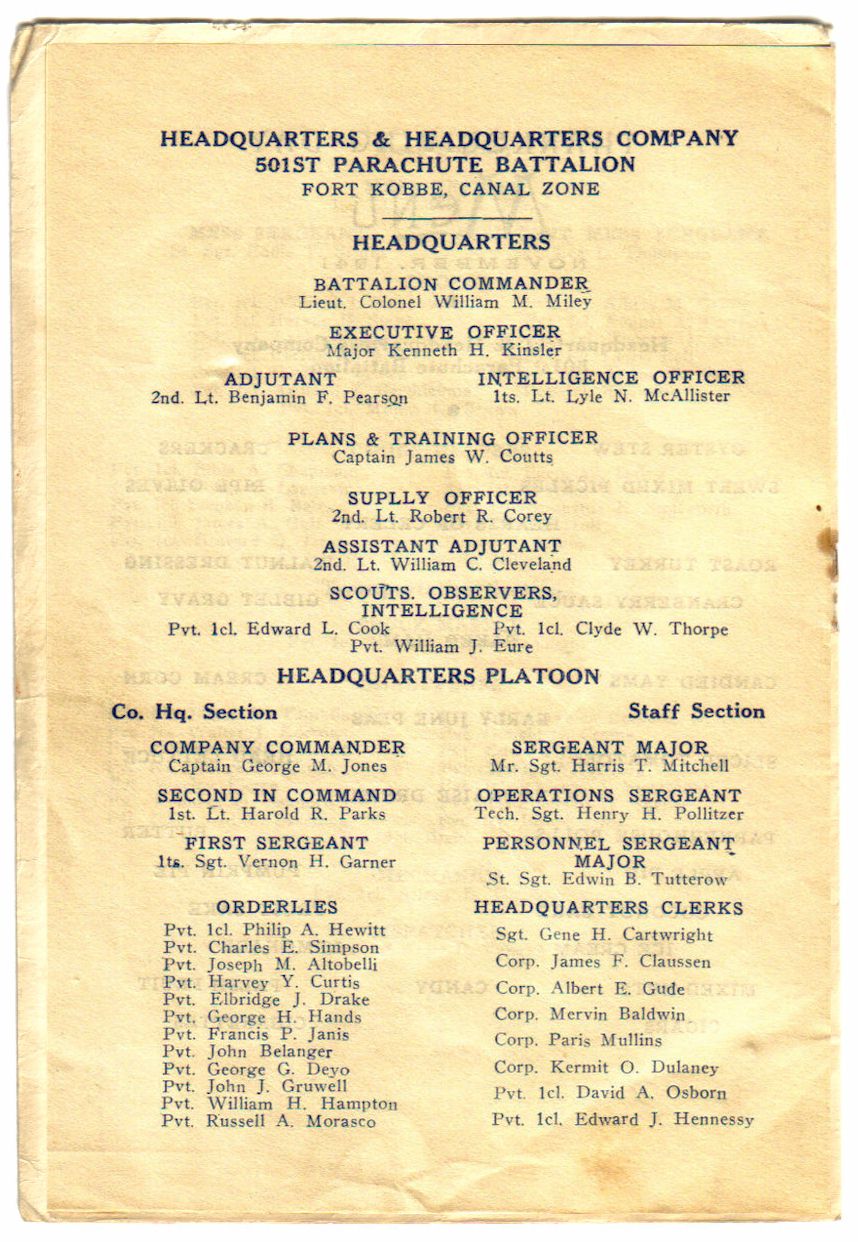 HEADQUARTERS & HEADQUARTERS COMPANY
501ST PARACHUTE BATTALION
FORT KOBBE, CANAL ZONE
HEADQUARTERS
BATTALION COMMANDER
Lieut. Colonel William M. Miley
EXECUTIVE OFFICER
Major Kenneth H. Kinsler
ADJUTANT
2nd. Lt. Benjamin F. Pearson
INTELLIGENCE OFFICER
1ts. Lt. Lyle N. McAllister
PLANS & TRAINING OFFICER
Captain James W. Coutts
SUPLLY OFFICER
2nd. Lt. Robert R. Corey
ASSISTANT ADJUTANT
2nd. Lt. William C. Cleveland
SCOUTS. OBSERVERS,
INTELLIGENCE
Pvt. 1cl. Edward L. Cook Pvt. 1cl. Clyde W. Thorpe
Pvt. William J. Eure
HEADQUARTERS PLATOON
Co. Hq. Section
COMPANY COMMANDER
Captain George M. Jones
SECOND IN COMMAND
1st. Lt. Harold R. Parks
FIRST SERGEANT
1ts. Sgt. Vernon H. Garner
ORDERLIES
Pvt. 1cl. Philip A. Hewitt
Pvt. Charles E. Simpson
Pvt. Joseph M. Altobelli
Pvt. Harvey Y. Curtis
Pvt. Elbridge J. Drake
Pvt. George H. Hands
Pvt. Francis P. Janis
Pvt. John Belanger
Pvt. George G. Deyo
Pvt. John J. Gruwell
Pvt. William H. Hampton
Pvt. Russell A. Morasco
Staff Section
SERGEANT MAJOR
Mr. Sgt. Harris T. Mitchell
OPERATIONS SERGEANT
Tech. Sgt. Henry H. Pollitzer
PERSONNEL SERGEANT
MAJOR
St. Sgt. Edwin B. Tutterow
HEADQUARTERS CLERKS
Sgt. Gene H. Cartwright
Corp. James F. Claussen
Corp. Albert E. Gude
Corp. Mervin Baldwin
Corp. Paris Mullins
Corp. Kermit O. Dulaney
Pvt. 1cl. David A. Osborn
Pvt. 1cl. Edward J. Hennessy